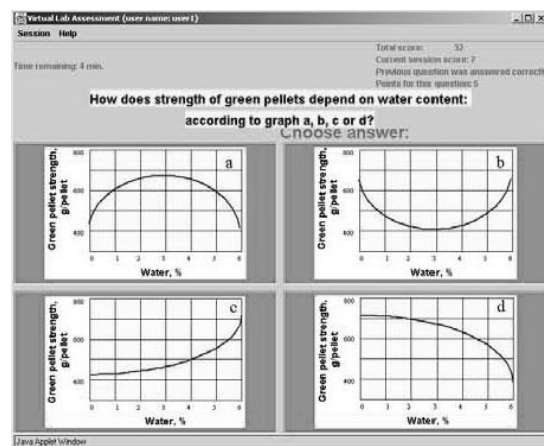 Virtual Lab Assessment (user name: user1)
Session Help
Total score: 32
Current session score: 7
Time remaining: 4 min.
Previous question was answered correctly
Points for this question: 5
How does strength of green pellets depend on water content:
according to graph a, b, c or d?
Choose answer:
a
Green pellet strength,
g/pellet
800
600
400
0 1 2 3 4 5 6
Water, %
b
Green pellet strength,
g/pellet
800
600
400
0 1 2 3 4 5 6
Water, %
c
Green pellet strength,
g/pellet
800
600
400
0 1 2 3 4 5 6
Water, %
d
Green pellet strength,
g/pellet
800
600
400
0 1 2 3 4 5 6
Water, %
Java Applet Window